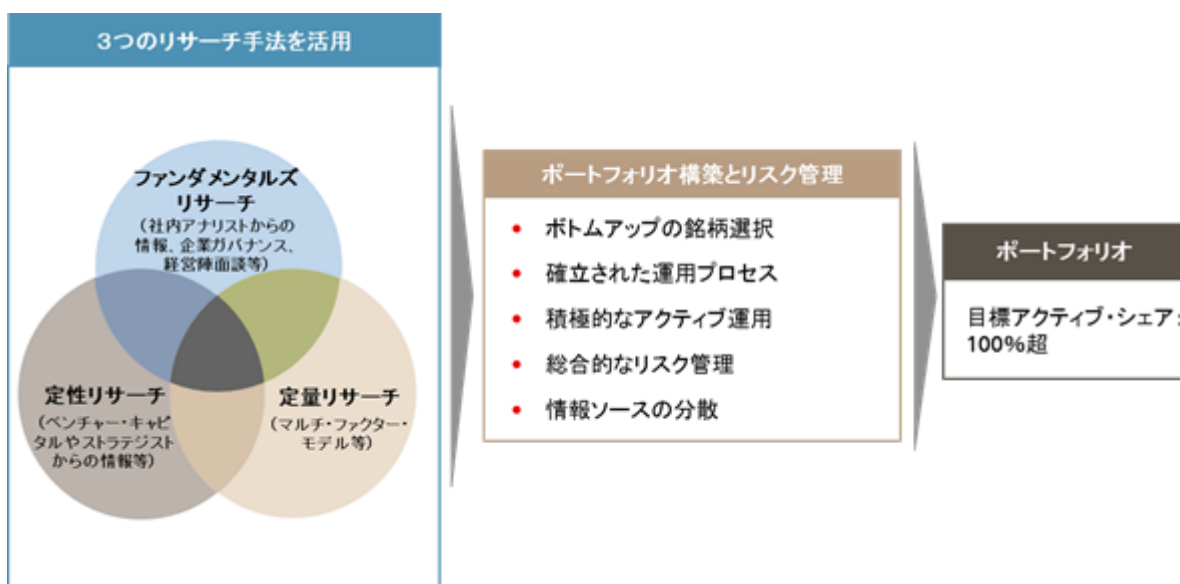 3つのリサーチ手法を活用
ファンダメンタルズ
リサーチ
（社内アナリストからの
情報、企業ガバナンス、
経営陣面談等）
定性リサーチ
（ベンチャー・キャピ
タルやストラテジスト
からの情報等）
定量リサーチ
（マルチ・ファクター・
モデル等）
ポートフォリオ構築とリスク管理
• ボトムアップの銘柄選択
• 確立された運用プロセス
• 積極的なアクティブ運用
• 総合的なリスク管理
• 情報ソースの分散
ポートフォリオ
目標アクティブ・シェア：
100％超